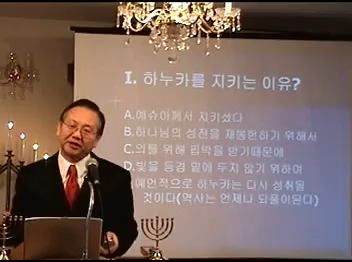 I. 하누카를 지키는 이유?
A.예슈아께서 지키셨다
B.하나님의 성전을 재봉헌하기 위해서
C.의를 위해 핍박을 받기때문에
D.빛을 등경 밑에 두지 않기 위하여
예언적으로 하누카는 다시 성취될
것이다(역사는 언제나 되풀이된다)